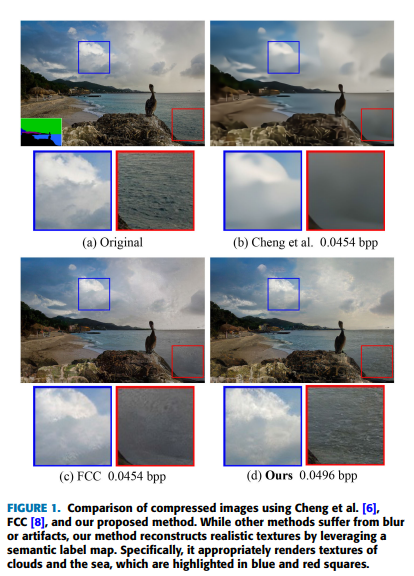 (a) Original
(b) Cheng et al. 0.0454 bpp
(c) FCC 0.0454 bpp
(d) Ours 0.0496 bpp
FIGURE 1. Comparison of compressed images using Cheng et al. [6],
FCC [8], and our proposed method. While other methods suffer from blur
or artifacts, our method reconstructs realistic textures by leveraging a
semantic label map. Specifically, it appropriately renders textures of
clouds and the sea, which are highlighted in blue and red squares.